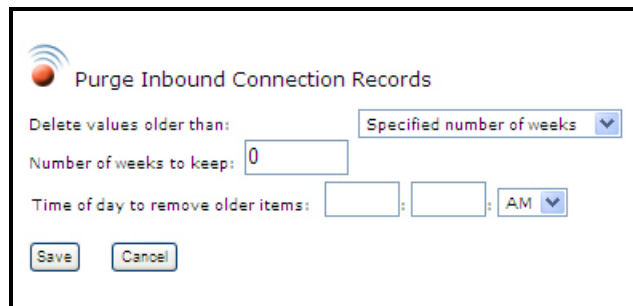 Purge Inbound Connection Records
Delete values older than: Specified number of weeks
Number of weeks to keep: 0
Time of day to remove older items: : : AM
Save Cancel